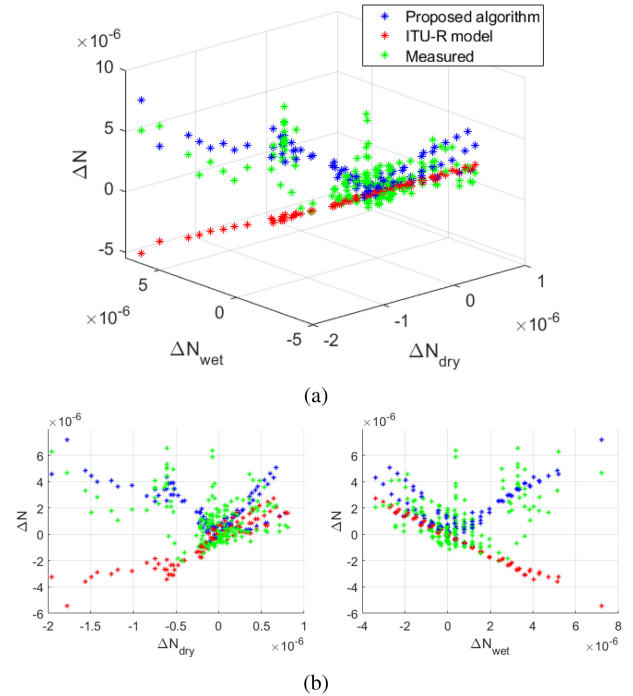 ×10⁻⁶
Proposed algorithm
ITU-R model
Measured
10
5
0
-5
ΔN
5
0
-5
×10⁻⁶
ΔN_wet
-2
-1
0
1
×10⁻⁶
ΔN_dry
(a)
×10⁻⁶
6
4
2
0
-2
-4
-6
ΔN
-2 -1.5 -1 -0.5 0 0.5 1
ΔN_dry ×10⁻⁶
×10⁻⁶
6
4
2
0
-2
-4
-6
ΔN
-4 -2 0 2 4 6 8
ΔN_wet ×10⁻⁶
(b)